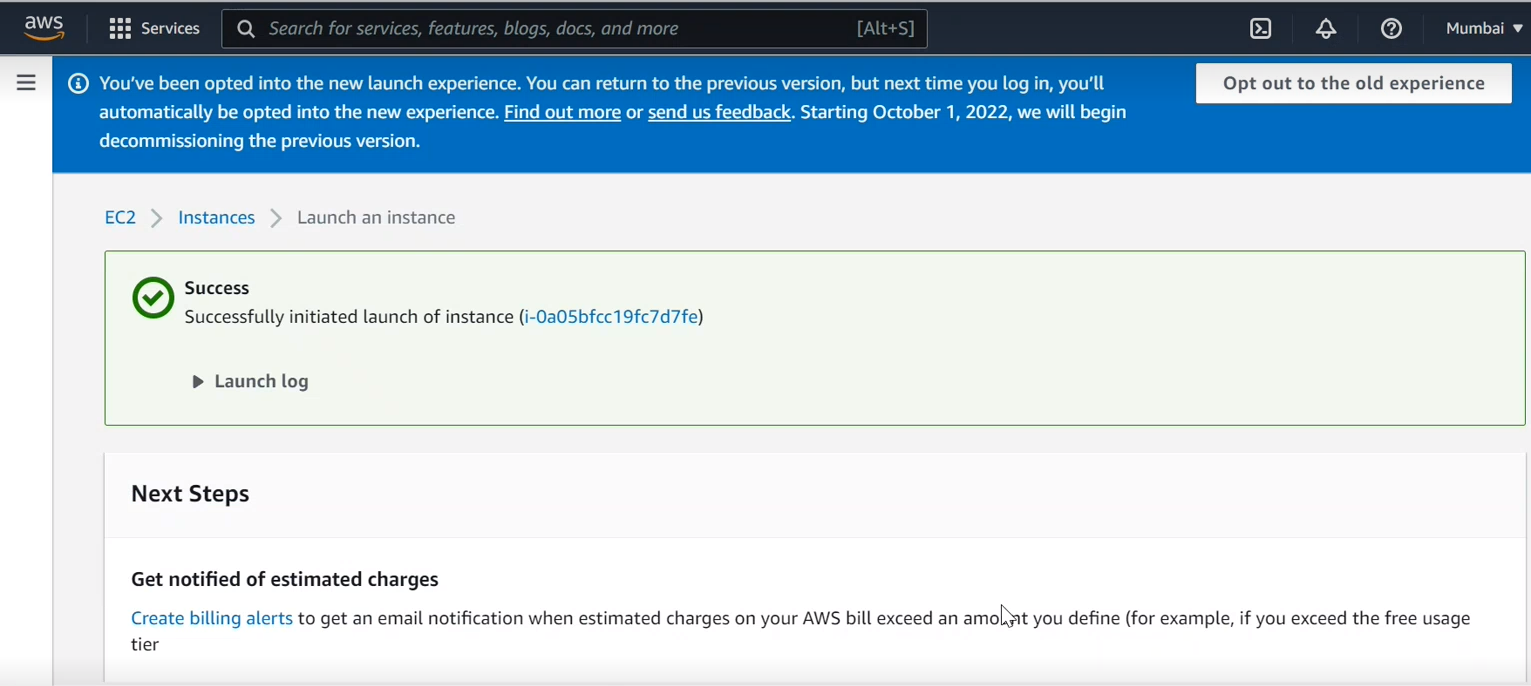 aws
Services
Search for services, features, blogs, docs, and more
[Alt+S]
Mumbai
You've been opted into the new launch experience. You can return to the previous version, but next time you log in, you'll
automatically be opted into the new experience. Find out more or send us feedback. Starting October 1, 2022, we will begin
decommissioning the previous version.
Opt out to the old experience
EC2 > Instances > Launch an instance
Success
Successfully initiated launch of instance (i-0a05bfcc19fc7d7fe)
Launch log
Next Steps
Get notified of estimated charges
Create billing alerts to get an email notification when estimated charges on your AWS bill exceed an amount you define (for example, if you exceed the free usage
tier